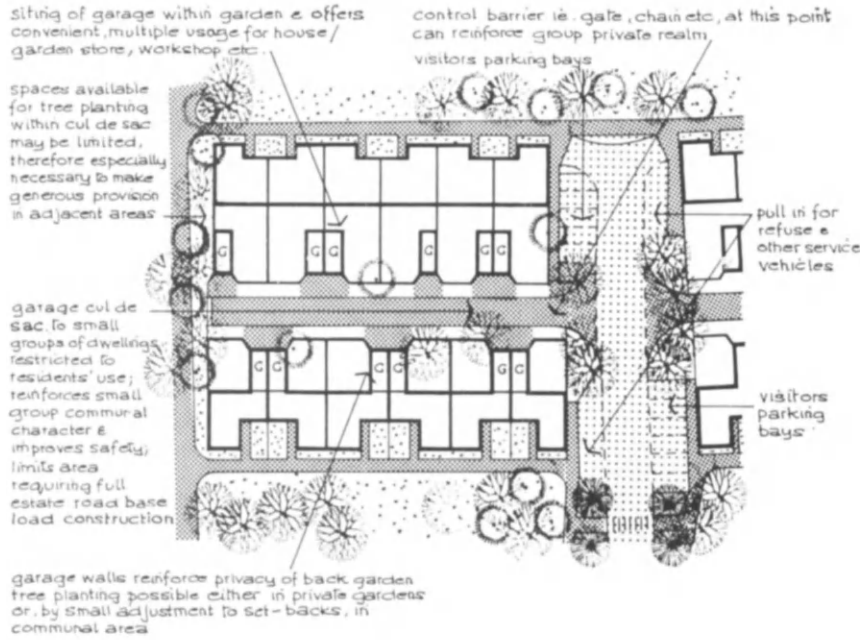 siting of garage within garden & offers
convenient, multiple usage for house/
garden store, workshop etc.
control barrier ie. gate, chain etc, at this point
can reinforce group private realm
visitors parking bays
spaces available
for tree planting
within cul de sac
may be limited,
therefore especially
necessary to make
generous provision
in adjacent areas
pull in for
refuse &
other service
vehicles
garage cul de
sac. to small
groups of dwellings
restricted to
residents' use;
reinforces small
group communal
character &
improves safety;
limits area
requiring full
estate road base
load construction
visitors
parking
bays
G
G G
G
G G
G G
G G
G G
garage walls reinforce privacy of back garden
tree planting possible either in private gardens
or, by small adjustment to set-backs, in
communal area